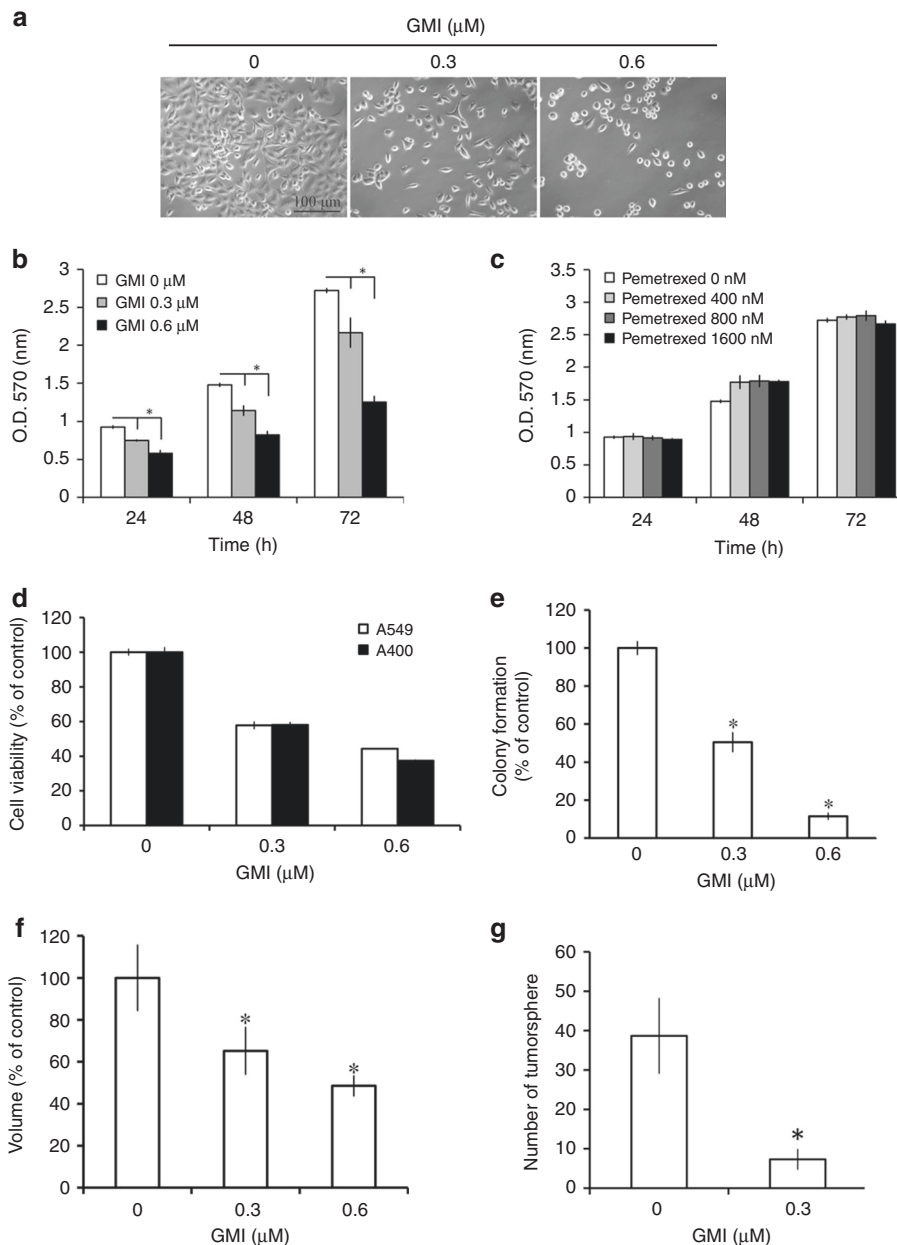 a
GMI (μM)
0 0.3 0.6
100 μm
b
3
2.5
2
1.5
1
0.5
0
O.D. 570 (nm)
GMI 0 μM
GMI 0.3 μM
GMI 0.6 μM
*
*
*
24 48 72
Time (h)
c
3.5
3
2.5
2
1.5
1
0.5
0
O.D. 570 (nm)
Pemetrexed 0 nM
Pemetrexed 400 nM
Pemetrexed 800 nM
Pemetrexed 1600 nM
24 48 72
Time (h)
d
120
100
80
60
40
20
0
Cell viability (% of control)
A549
A400
0 0.3 0.6
GMI (μM)
e
120
100
80
60
40
20
0
Colony formation
(% of control)
*
*
0 0.3 0.6
GMI (μM)
f
120
100
80
60
40
20
0
Volume (% of control)
*
*
0 0.3 0.6
GMI (μM)
g
60
50
40
30
20
10
0
Number of tumorsphere
*
0 0.3
GMI (μM)